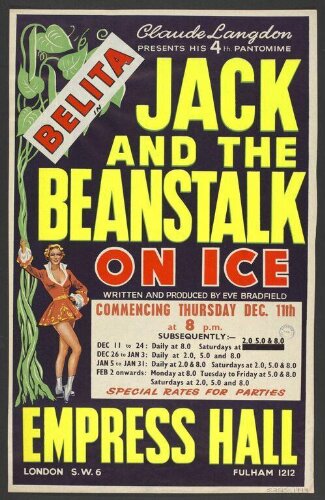 Claude Langdon
PRESENTS HIS 4th PANTOMIME
BELITA
IN
JACK
AND THE
BEANSTALK
ON ICE
WRITTEN AND PRODUCED BY EVE BRADFIELD
COMMENCING THURSDAY DEC. 11th
at 8 p.m.
SUBSEQUENTLY:-
DEC 11 to 24: Daily at 8.0 Saturdays at 2.0 5.0 & 8.0
DEC 26 to JAN 3: Daily at 2.0, 5.0 and 8.0
JAN 5 to JAN 31: Daily at 2.0 & 8.0 Saturdays at 2.0, 5.0 & 8.0
FEB 2 onwards: Monday at 8.0 Tuesday to Friday at 5.0 & 8.0
Saturdays at 2.0, 5.0 and 8.0
SPECIAL RATES FOR PARTIES
EMPRESS HALL
LONDON S.W.6 FULHAM 1212